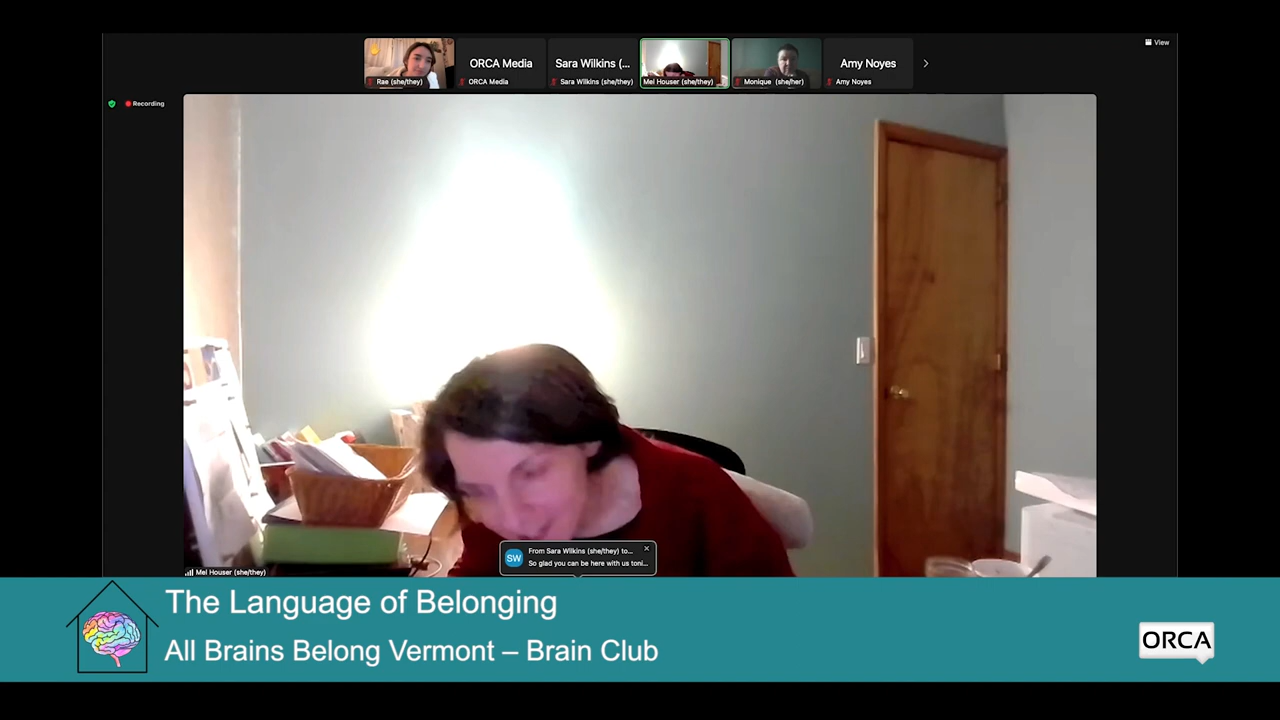 View
ORCA Media
Sara Wilkins (...
Amy Noyes
Rae (she/they)
ORCA Media
Sara Wilkins (she/they)
Mel Houser (she/they)
Monique (she/her)
Amy Noyes
Recording
SW
From Sara Wilkins (she/they) to...
So glad you can be here with us toni...
Mel Houser (she/they)
The Language of Belonging
All Brains Belong Vermont – Brain Club
ORCA